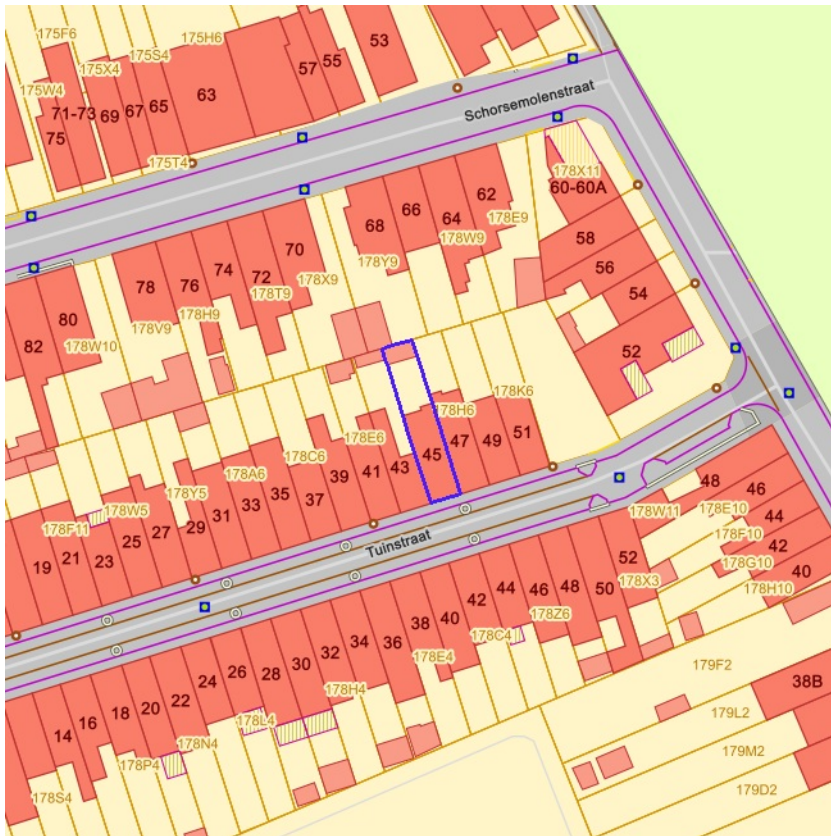 175F6
175H6
175S4
53
175X4
57
55
175W4
63
71-73
69
67
65
75
Schorsemolenstraat
175T4
178X11
60-60A
62
66
64
68
178E9
178W9
58
70
178Y9
56
74
72
178X9
76
78
178H9
178T9
54
80
178V9
82
178W10
52
178K6
178H6
178E6
51
49
47
45
43
41
39
178C6
178A6
37
35
33
31
178Y5
29
27
178W5
25
178F11
23
21
19
Tuinstraat
48
46
178W11
178E10
44
178F10
42
178G10
40
178H10
52
178X3
50
48
46
178Z6
44
42
178C4
40
38
178E4
36
34
32
178H4
30
28
26
178L4
24
22
178N4
20
18
178P4
16
14
178S4
179F2
38B
179L2
179M2
179D2